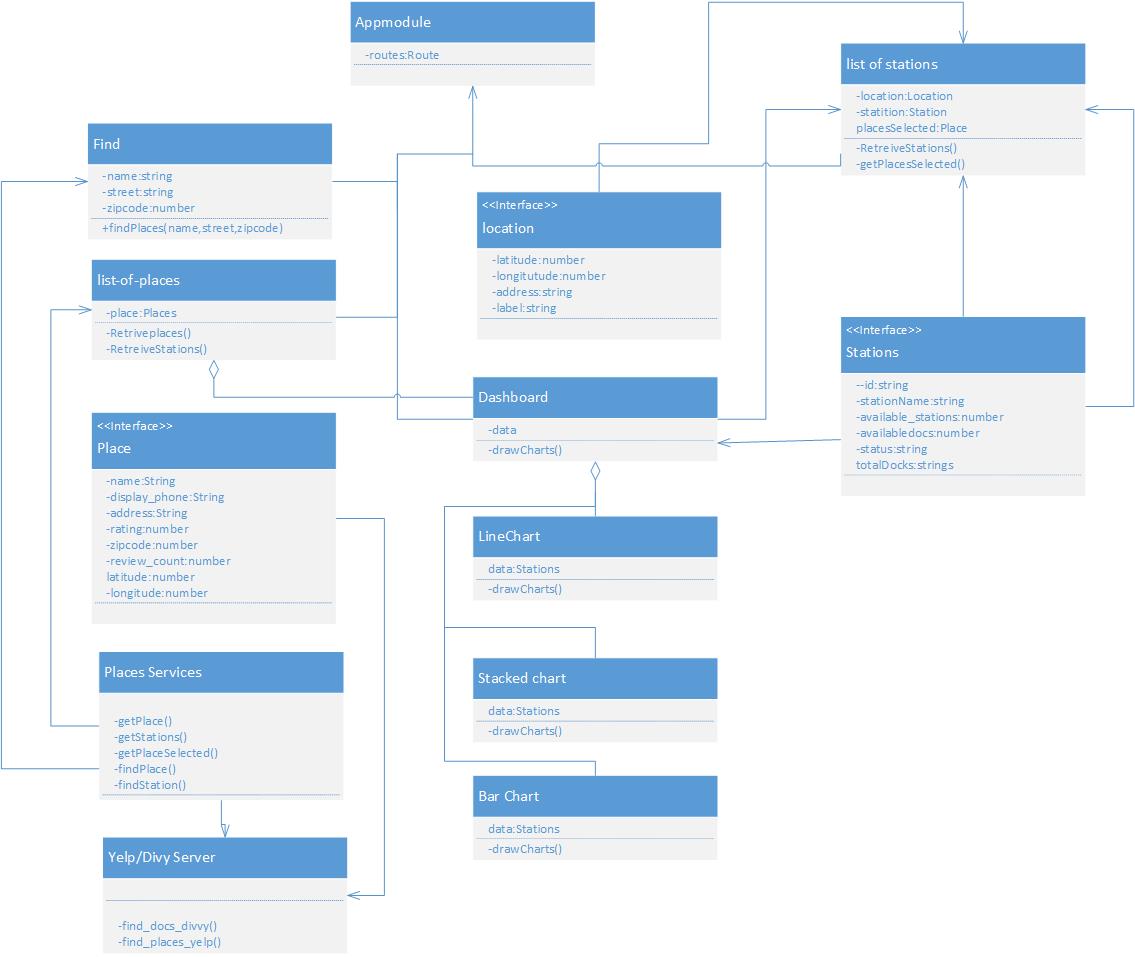 Appmodule
-routes:Route
list of stations
-location:Location
-statition:Station
placesSelected:Place
-RetreiveStations()
-getPlacesSelected()
Find
-name:string
-street:string
-zipcode:number
+findPlaces(name,street,zipcode)
<<Interface>>
location
-latitude:number
-longitutude:number
-address:string
-label:string
list-of-places
-place:Places
-Retriveplaces()
-RetreiveStations()
<<Interface>>
Stations
--id:string
-stationName:string
-available_stations:number
-availabledocs:number
-status:string
totalDocks:strings
Dashboard
-data
-drawCharts()
<<Interface>>
Place
-name:String
-display_phone:String
-address:String
-rating:number
-zipcode:number
-review_count:number
latitude:number
-longitude:number
LineChart
data:Stations
-drawCharts()
Places Services
-getPlace()
-getStations()
-getPlaceSelected()
-findPlace()
-findStation()
Stacked chart
data:Stations
-drawCharts()
Bar Chart
data:Stations
-drawCharts()
Yelp/Divy Server
-find_docs_divvy()
-find_places_yelp()